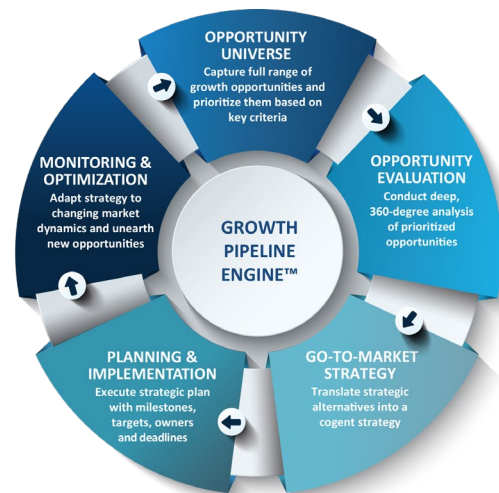 OPPORTUNITY
UNIVERSE
Capture full range of
growth opportunities and
prioritize them based on
key criteria
OPPORTUNITY
EVALUATION
Conduct deep,
360-degree analysis
of prioritized
opportunities
GO-TO-MARKET
STRATEGY
Translate strategic
alternatives into a
cogent strategy
PLANNING &
IMPLEMENTATION
Execute strategic plan
with milestones,
targets, owners
and deadlines
MONITORING &
OPTIMIZATION
Adapt strategy to
changing market
dynamics and unearth
new opportunities
GROWTH
PIPELINE
ENGINE™